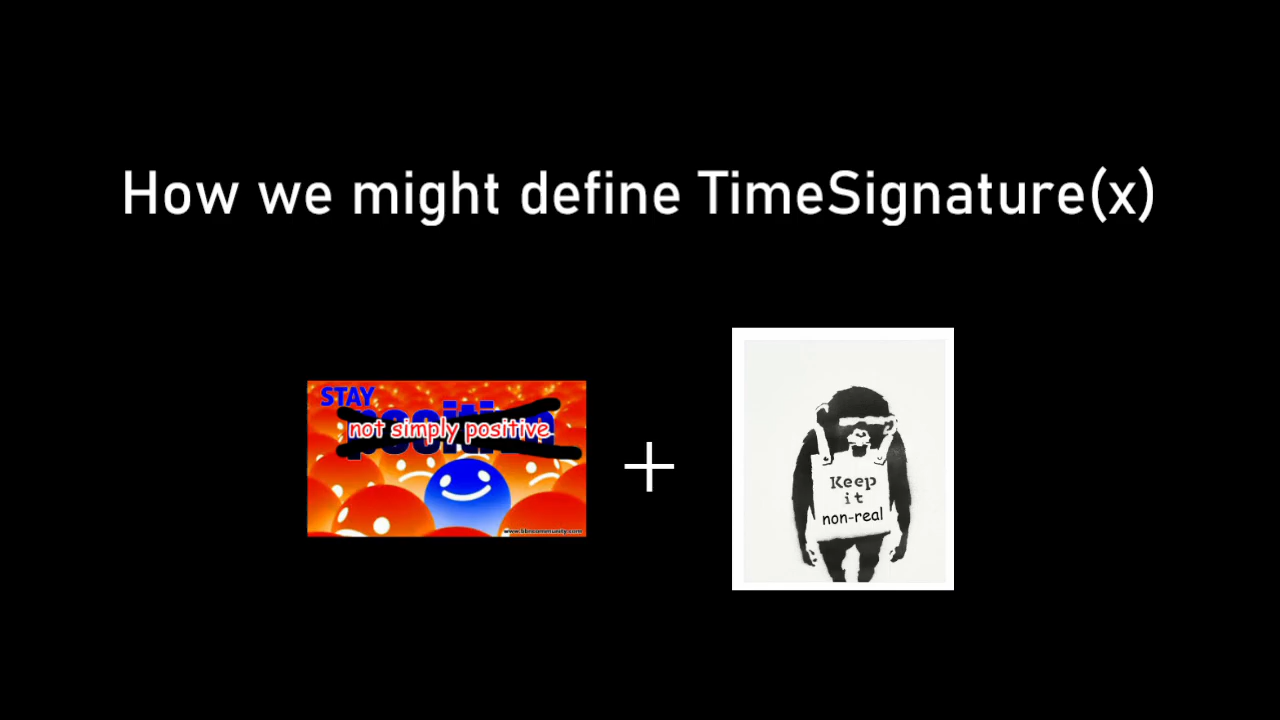 How we might define TimeSignature(x)
STAY
not simply positive
+
Keep
it
non-real